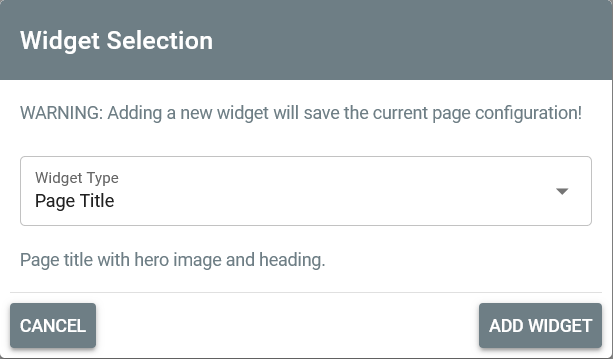 Widget Selection
WARNING: Adding a new widget will save the current page configuration!
Widget Type
Page Title
Page title with hero image and heading.
CANCEL
ADD WIDGET